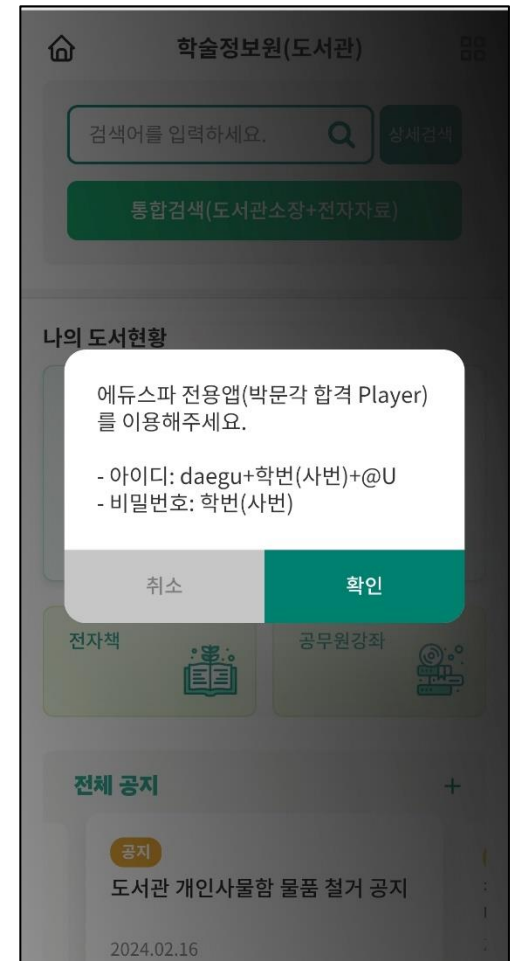 학술정보원(도서관)
검색어를 입력하세요.
상세검색
통합검색(도서관소장+전자자료)
나의 도서현황
에듀스파 전용앱(박문각 합격 Player)
를 이용해주세요.
- 아이디: daegu+학번(사번)+@U
- 비밀번호: 학번(사번)
취소
확인
전자책
공무원강좌
전체 공지
+
공지
도서관 개인사물함 물품 철거 공지
2024.02.16